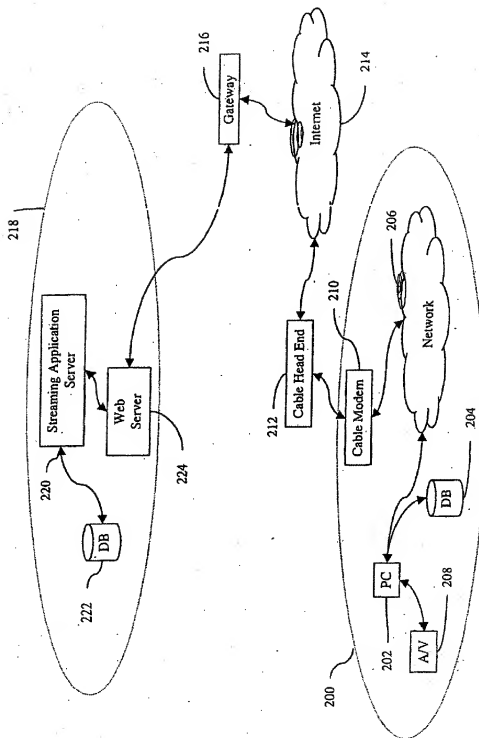 218
Streaming Application
Server
220
Web
Server
224
DB
222
216
Gateway
Internet
214
Cable Head End
212
210
Cable Modem
206
Network
PC
202
DB
204
A/V
208
200